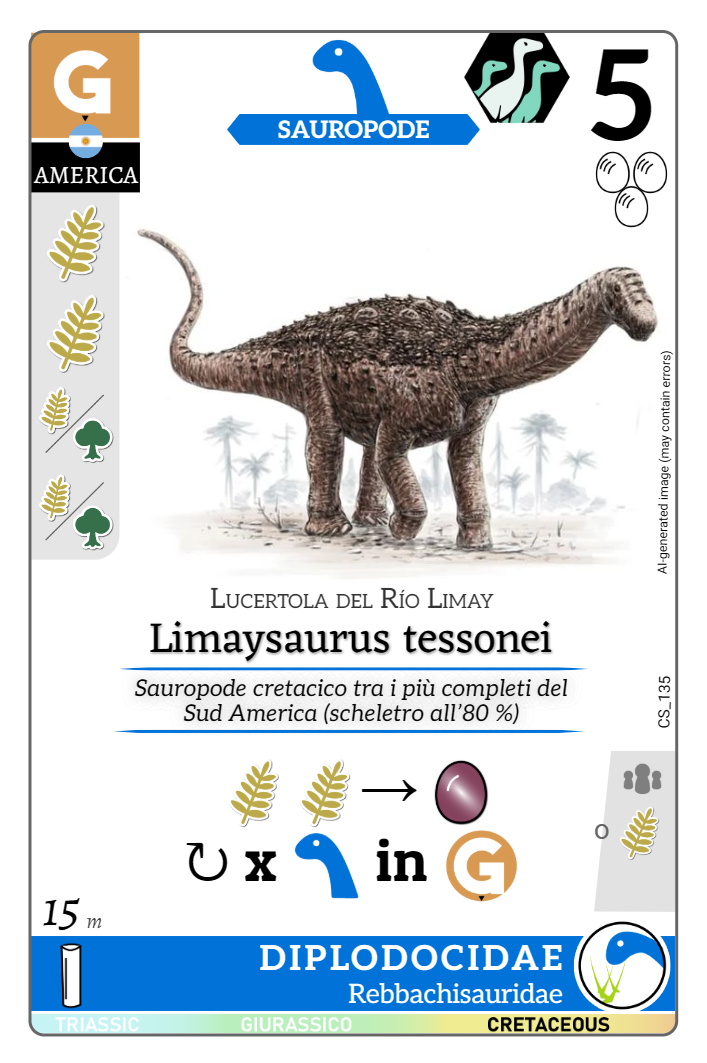 G
AMERICA
SAUROPODE
5
AI-generated image (may contain errors)
Lucertola del Río Limay
Limaysaurus tessonei
Sauropode cretacico tra i più completi del
Sud America (scheletro all'80 %)
CS_135
→
↻ x in G
o
15 m
DIPLODOCIDAE
Rebbachisauridae
TRIASSIC GIURASSICO CRETACEOUS